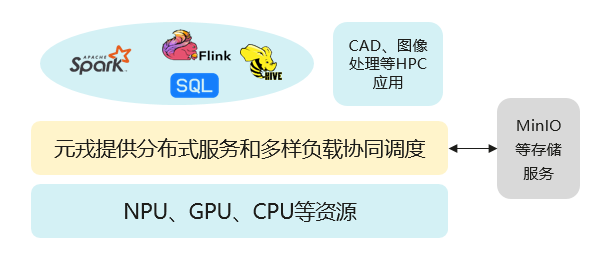 APACHE
Spark
Flink
HIVE
SQL
CAD、图像
处理等HPC
应用
元戎提供分布式服务和多样负载协同调度
MinIO
等存储
服务
NPU、GPU、CPU等资源